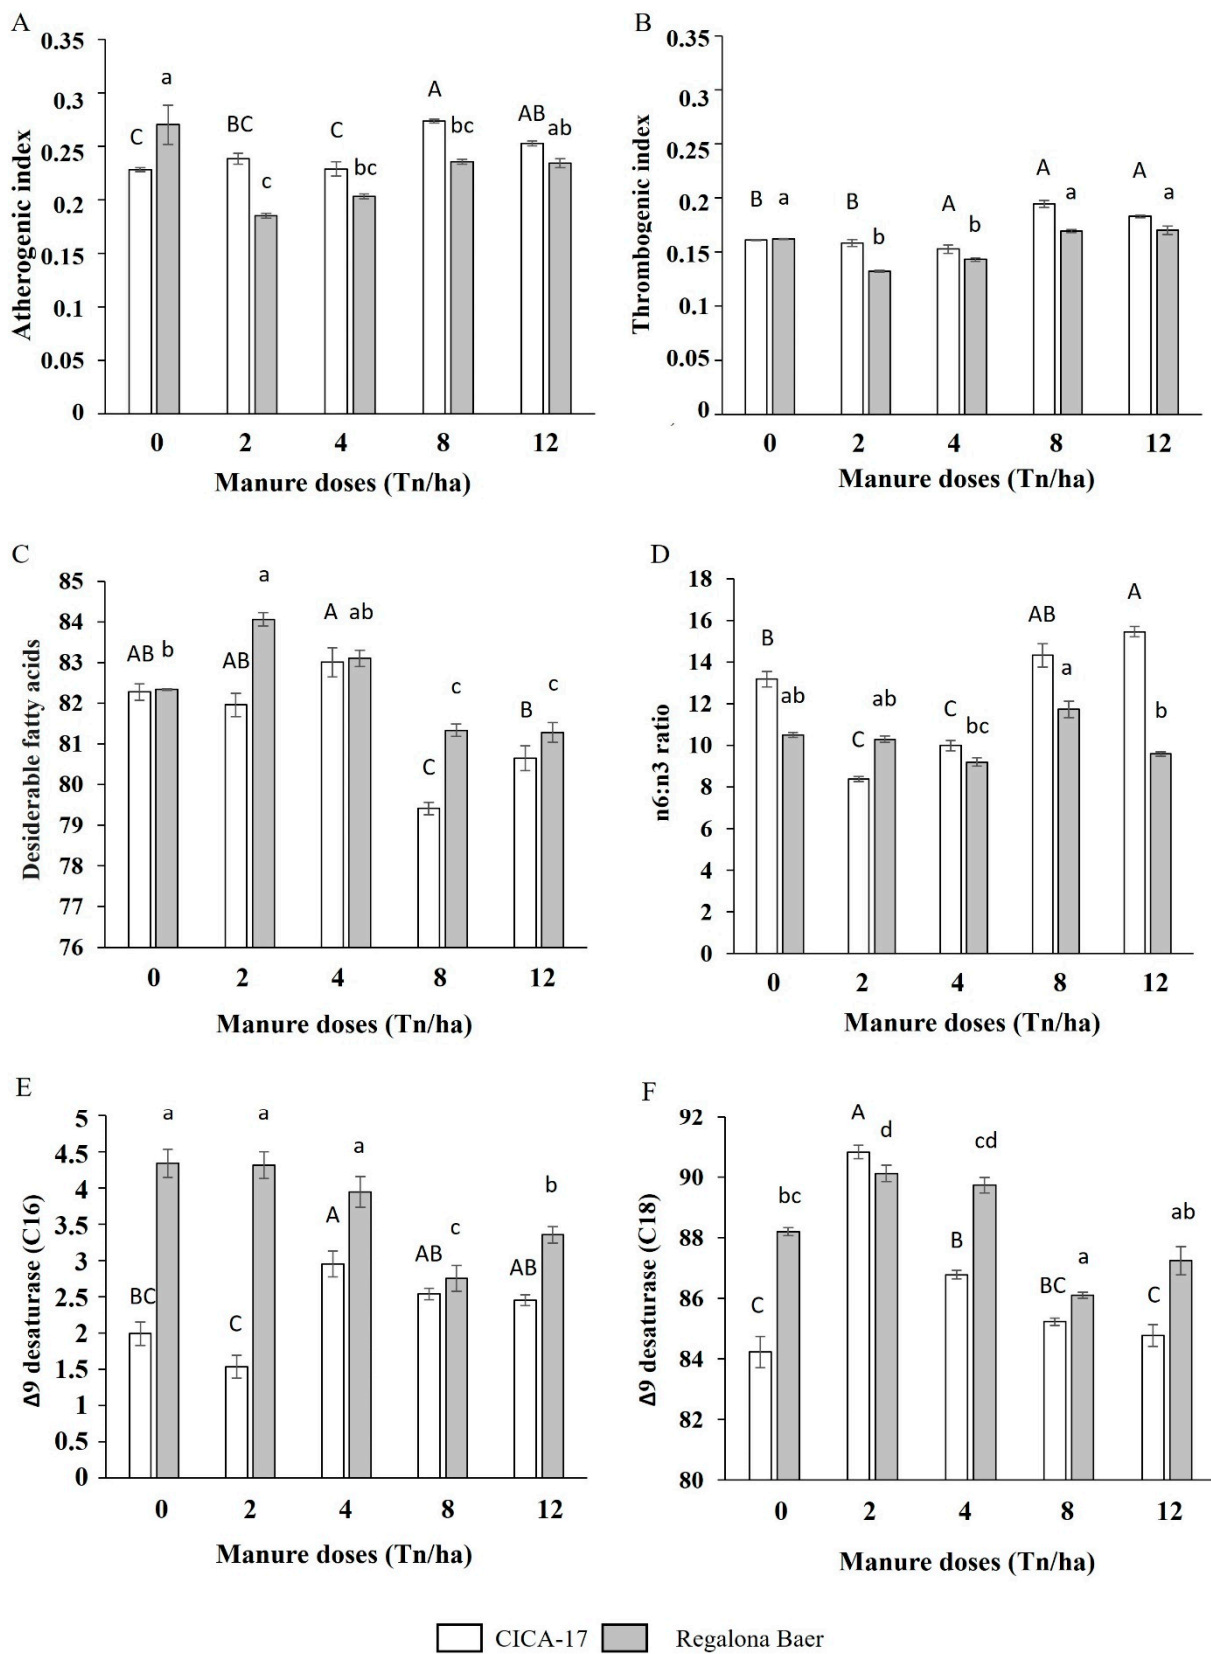 A
0.35
0.3
0.25
0.2
0.15
0.1
0.05
0
Atherogenic index
C a BC c C bc A bc AB ab
0 2 4 8 12
Manure doses (Tn/ha)
B
0.35
0.3
0.25
0.2
0.15
0.1
0.05
0
Thrombogenic index
B a B b A b A a A a
0 2 4 8 12
Manure doses (Tn/ha)
C
85
84
83
82
81
80
79
78
77
76
Desiderable fatty acids
AB b AB a A ab C c B c
0 2 4 8 12
Manure doses (Tn/ha)
D
18
16
14
12
10
8
6
4
2
0
n6:n3 ratio
B ab C ab C bc AB a A b
0 2 4 8 12
Manure doses (Tn/ha)
E
5
4.5
4
3.5
3
2.5
2
1.5
1
0.5
0
Δ9 desaturase (C16)
BC a C a A a AB c AB b
0 2 4 8 12
Manure doses (Tn/ha)
F
92
90
88
86
84
82
80
Δ9 desaturase (C18)
C bc A d B cd BC a C ab
0 2 4 8 12
Manure doses (Tn/ha)
CICA-17 Regalona Baer